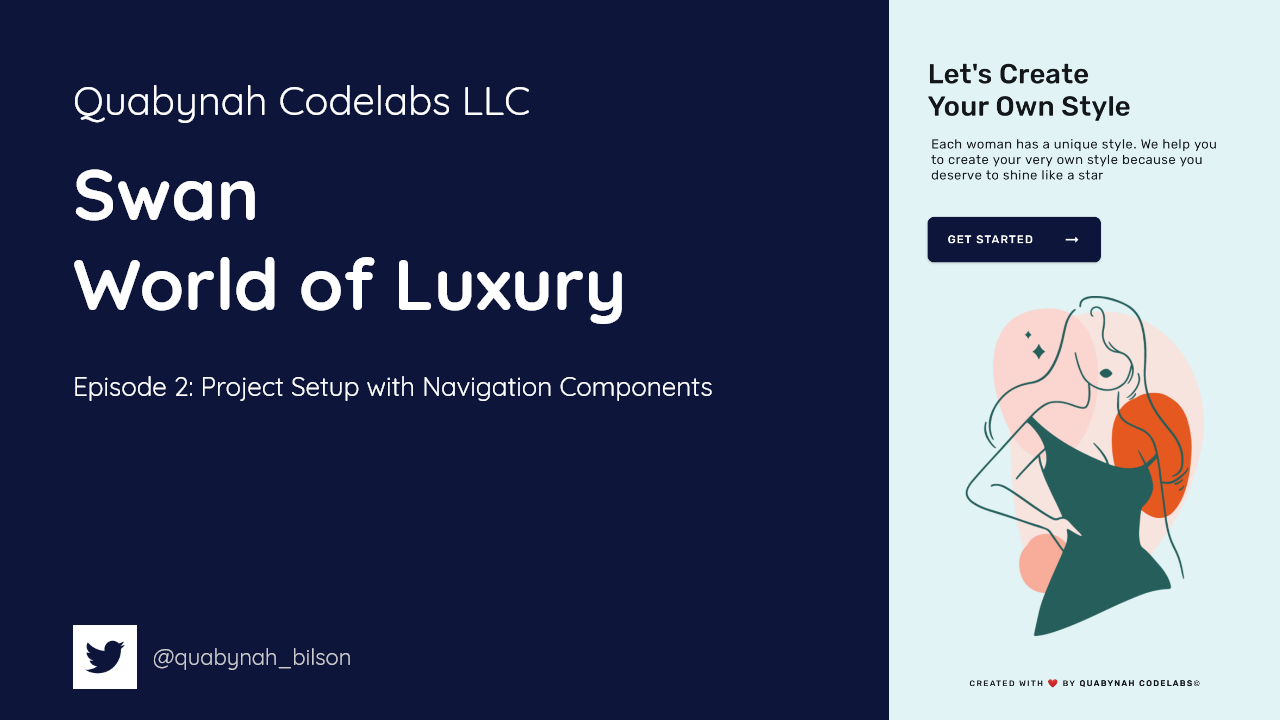 Quabynah Codelabs LLC
Swan
World of Luxury
Episode 2: Project Setup with Navigation Components
@quabynah_bilson
Let's Create
Your Own Style
Each woman has a unique style. We help you
to create your very own style because you
deserve to shine like a star
GET STARTED →
CREATED WITH ❤️ BY QUABYNAH CODELABS©